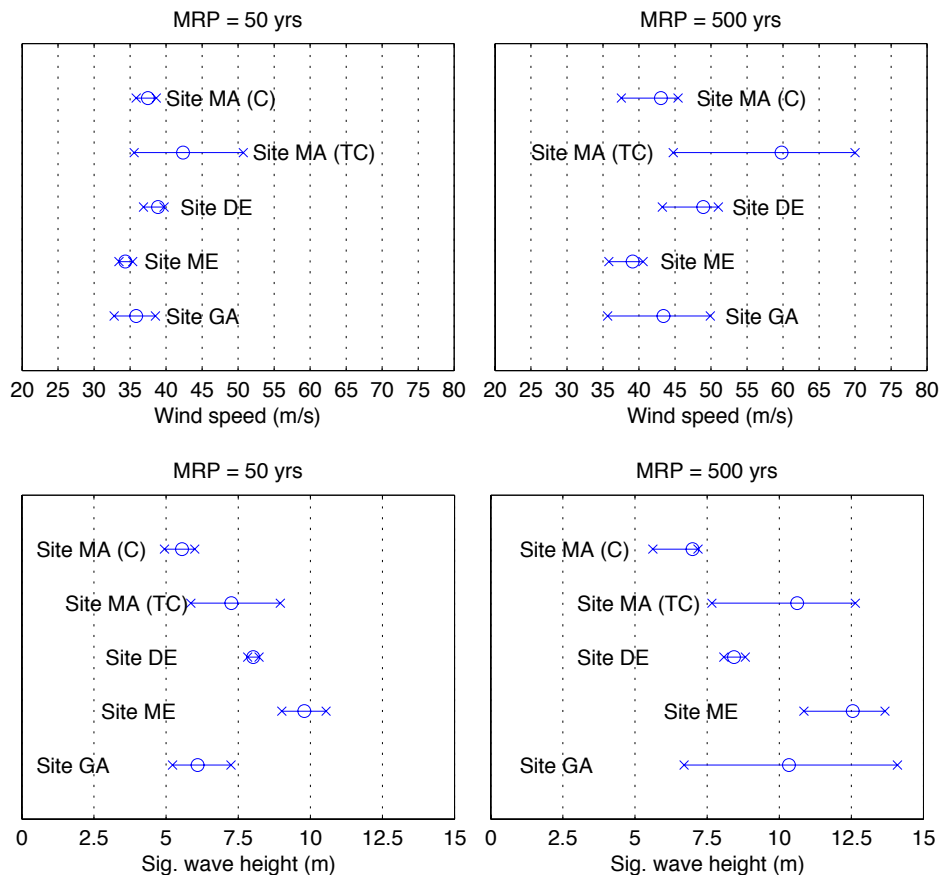 MRP = 50 yrs
Site MA (C)
Site MA (TC)
Site DE
Site ME
Site GA
20 25 30 35 40 45 50 55 60 65 70 75 80
Wind speed (m/s)
MRP = 500 yrs
Site MA (C)
Site MA (TC)
Site DE
Site ME
Site GA
20 25 30 35 40 45 50 55 60 65 70 75 80
Wind speed (m/s)
MRP = 50 yrs
Site MA (C)
Site MA (TC)
Site DE
Site ME
Site GA
0 2.5 5 7.5 10 12.5 15
Sig. wave height (m)
MRP = 500 yrs
Site MA (C)
Site MA (TC)
Site DE
Site ME
Site GA
0 2.5 5 7.5 10 12.5 15
Sig. wave height (m)